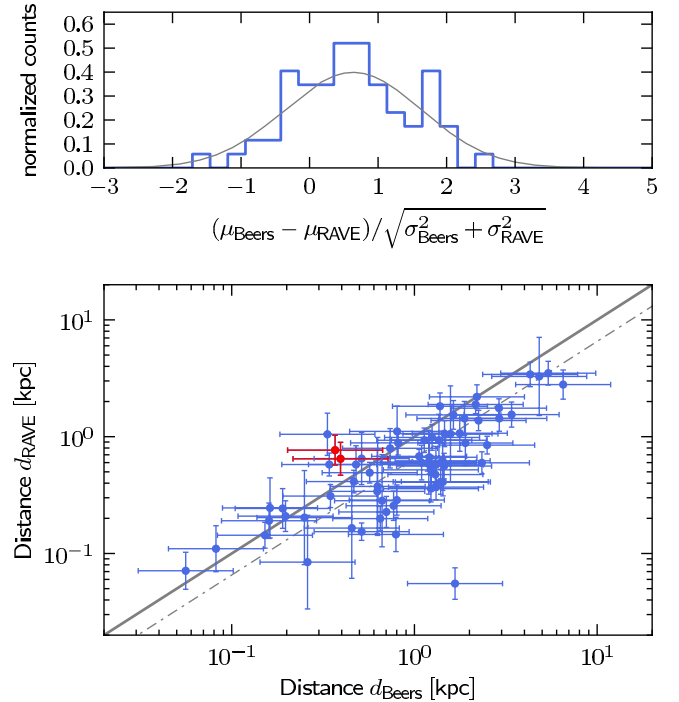 normalized counts
0.6
0.5
0.4
0.3
0.2
0.1
0.0
−3 −2 −1 0 1 2 3 4 5
(μBeers − μRAVE)/√σ²Beers + σ²RAVE
Distance dRAVE [kpc]
10¹
10⁰
10⁻¹
10⁻¹ 10⁰ 10¹
Distance dBeers [kpc]